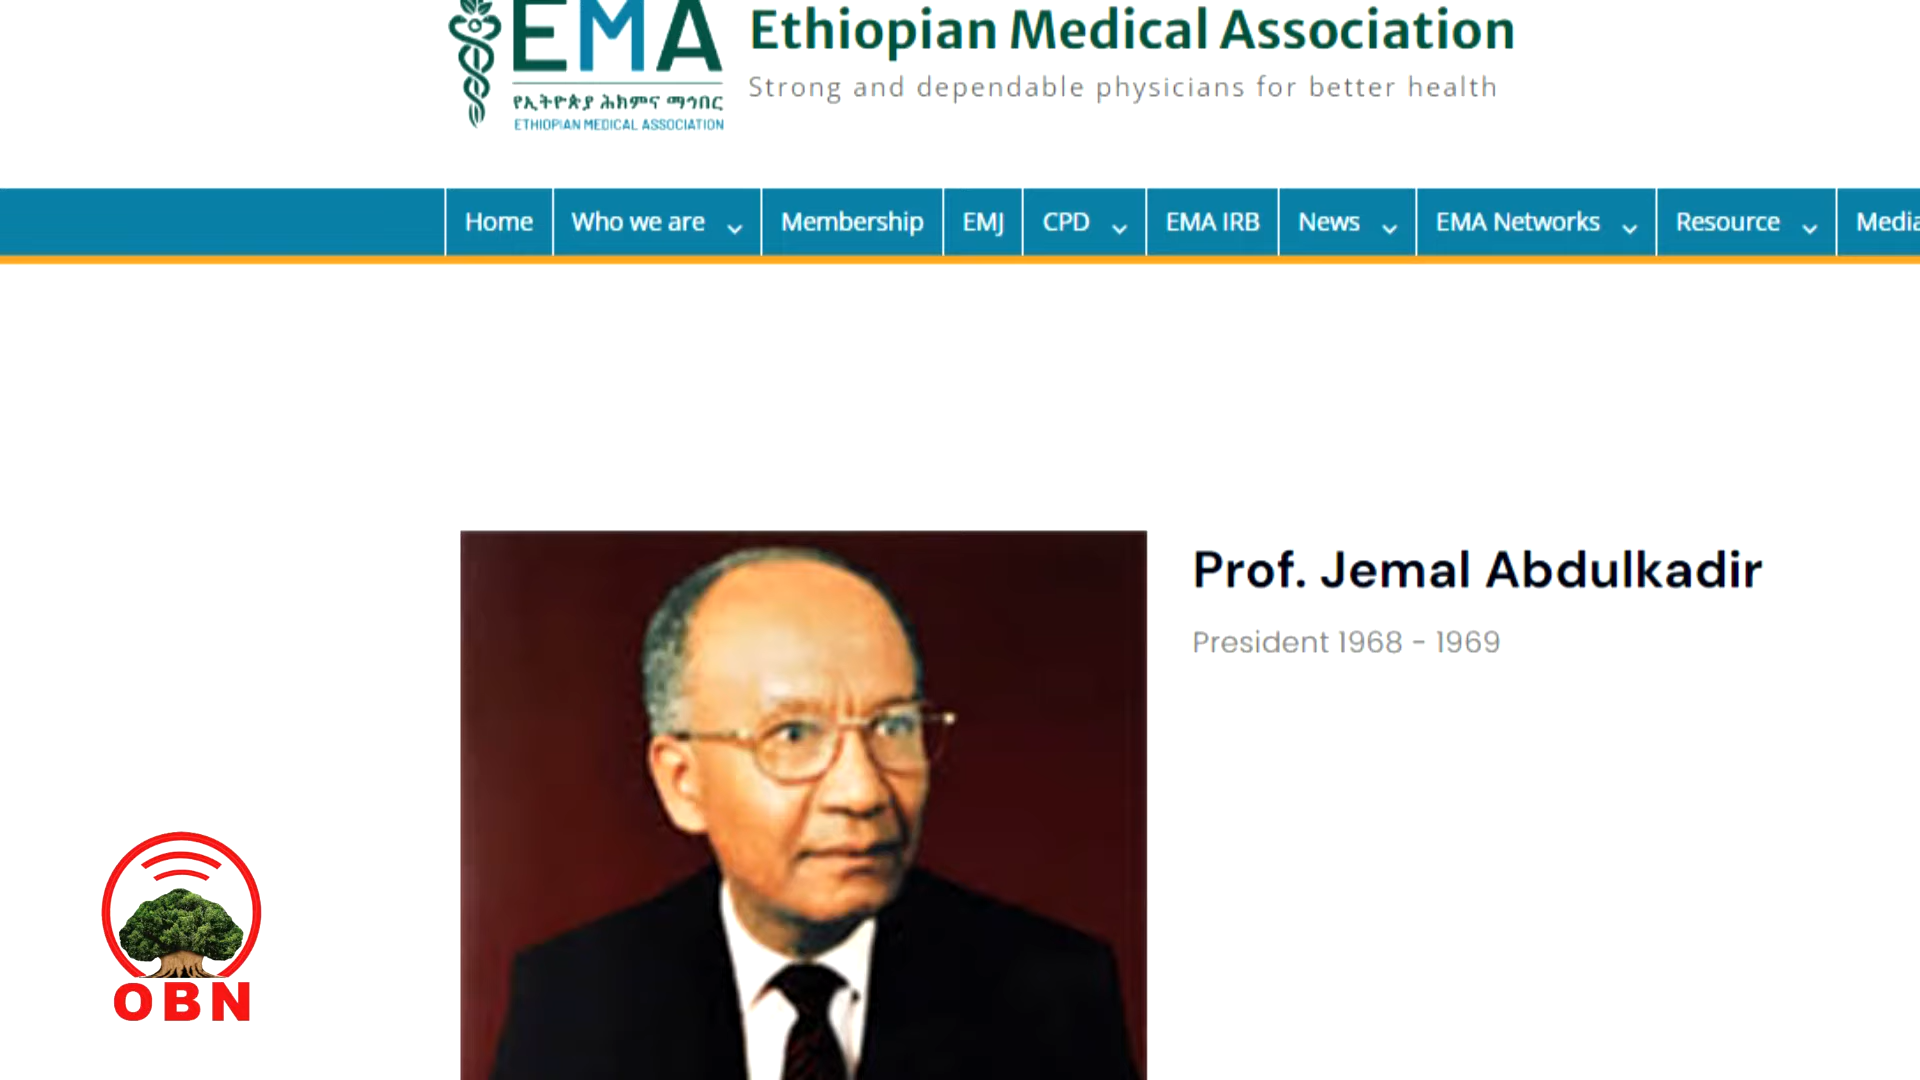 EMA
የኢትዮጵያ ሕክምና ማኅበር
ETHIOPIAN MEDICAL ASSOCIATION
Ethiopian Medical Association
Strong and dependable physicians for better health
Home Who we are Membership EMJ CPD EMA IRB News EMA Networks Resource Media
Prof. Jemal Abdulkadir
President 1968 - 1969
OBN